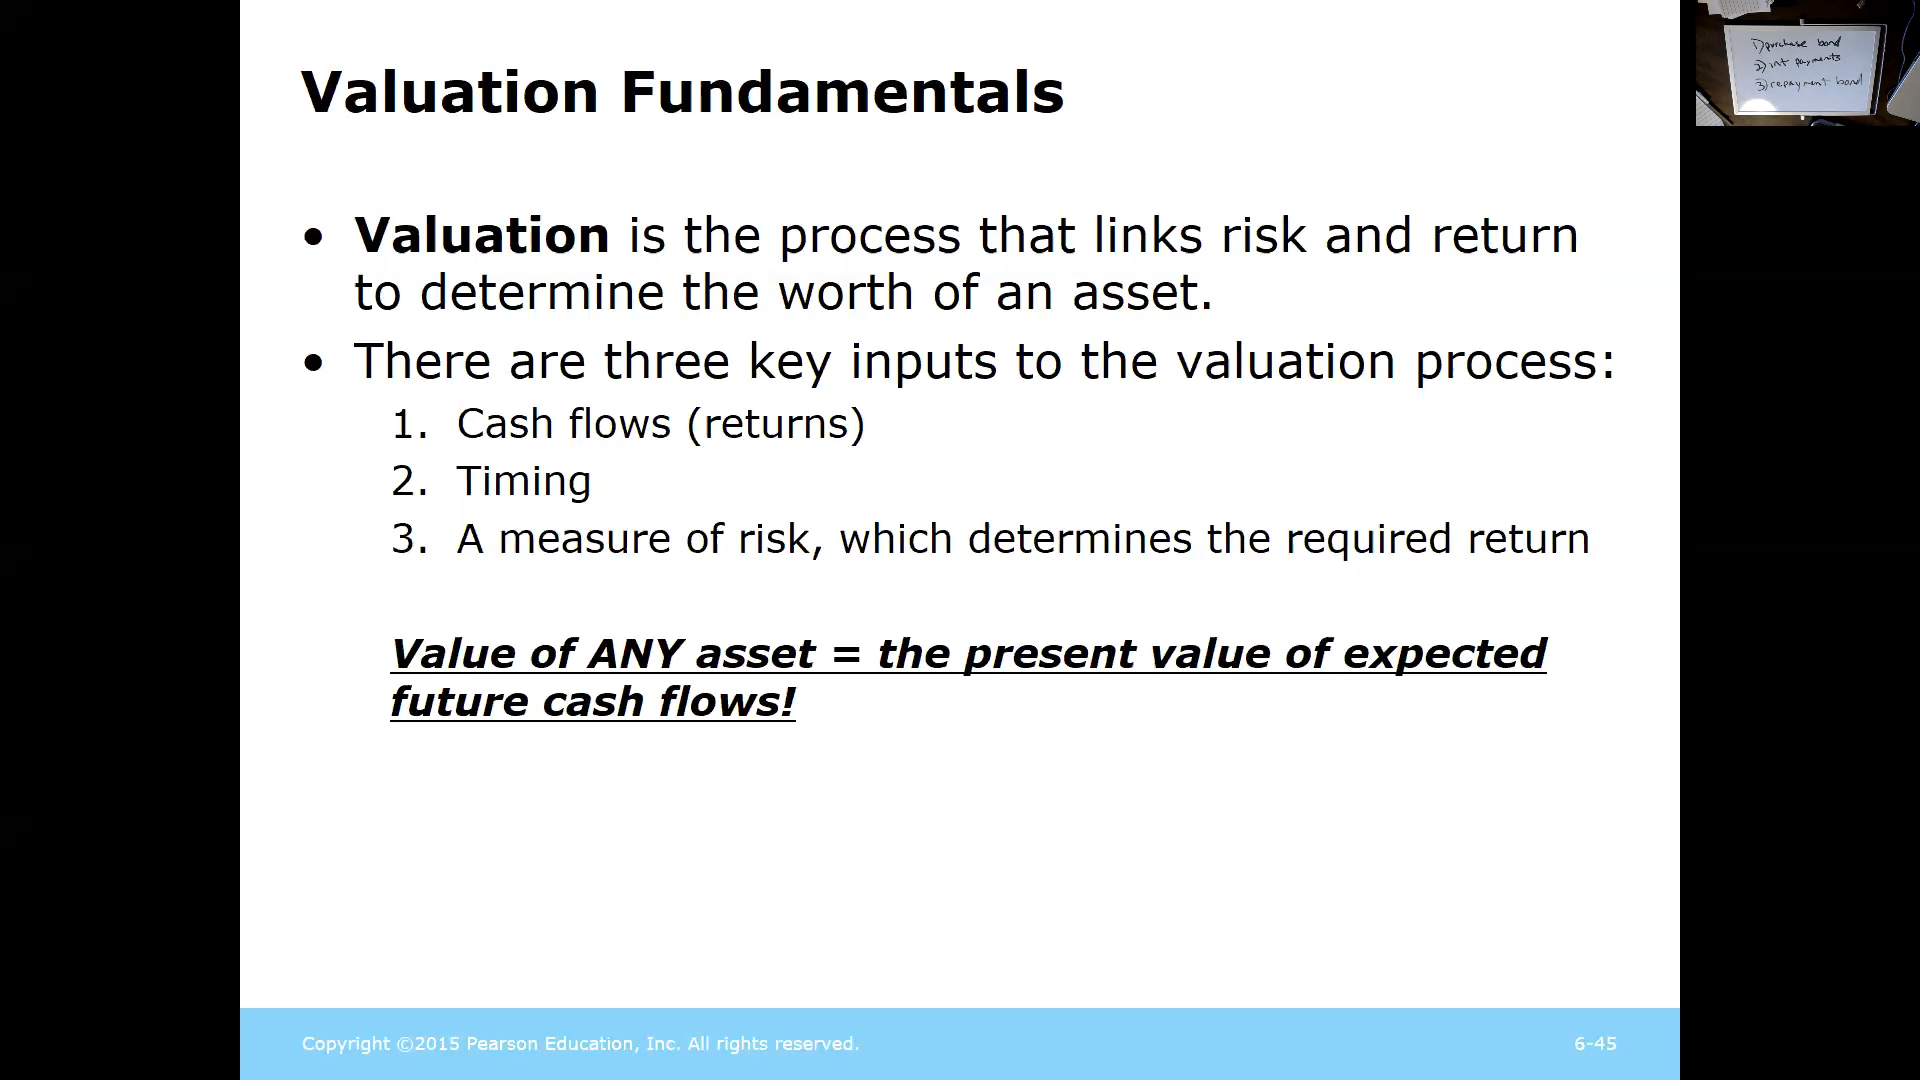 Valuation Fundamentals
• Valuation is the process that links risk and return
to determine the worth of an asset.
• There are three key inputs to the valuation process:
1. Cash flows (returns)
2. Timing
3. A measure of risk, which determines the required return
Value of ANY asset = the present value of expected
future cash flows!
Copyright ©2015 Pearson Education, Inc. All rights reserved.
6-45
1) purchase bond
2) int payments
3) repayment bond